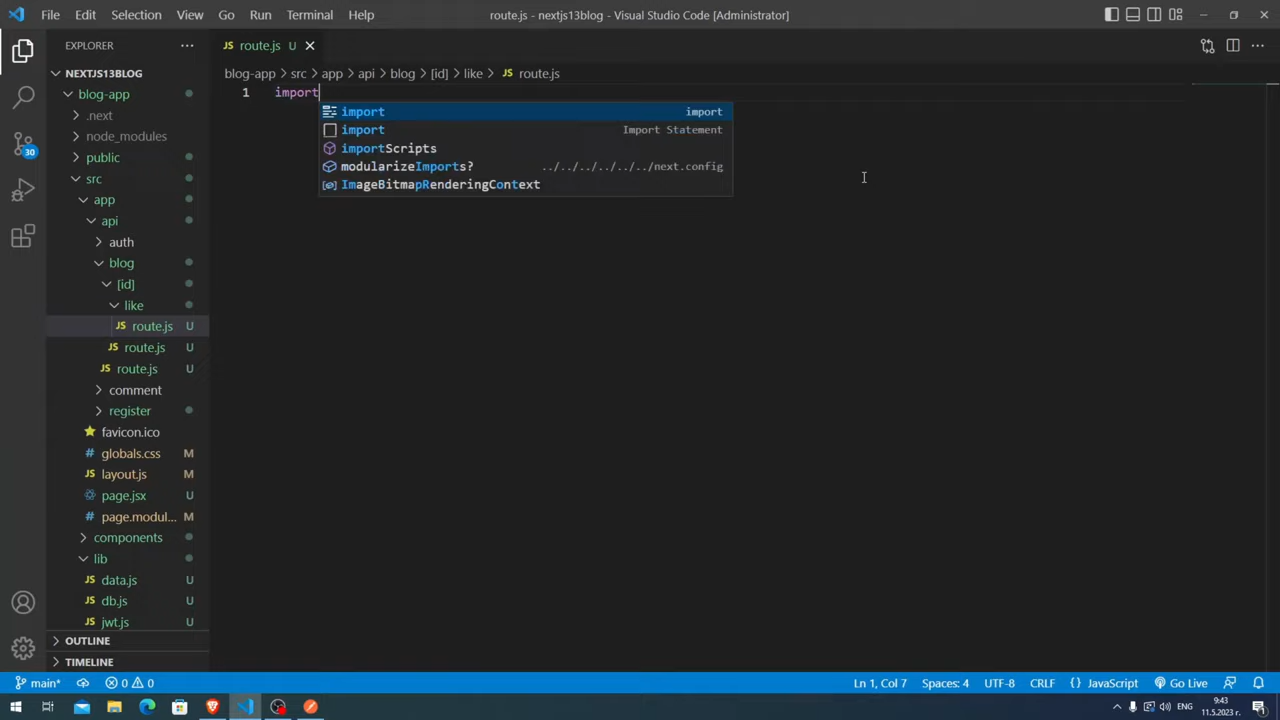 File Edit Selection View Go Run Terminal Help
route.js - nextjs13blog - Visual Studio Code [Administrator]
EXPLORER
route.js U
NEXTJS13BLOG
blog-app > src > app > api > blog > [id] > like > JS route.js
blog-app
1 import
.next
import import
node_modules
import Import Statement
public
importScripts
modularizeImports? ../../../../../../next.config
src
ImageBitmapRenderingContext
app
api
auth
blog
[id]
like
JS route.js U
JS route.js U
JS route.js U
comment
register
favicon.ico
# globals.css M
JS layout.js M
page.jsx U
# page.modul... M
components
lib
JS data.js U
JS db.js U
JS jwt.js U
OUTLINE
TIMELINE
30
main* 0 0
Ln 1, Col 7 Spaces: 4 UTF-8 CRLF {} JavaScript Go Live
ENG 9:43
11.5.2023 г. 1